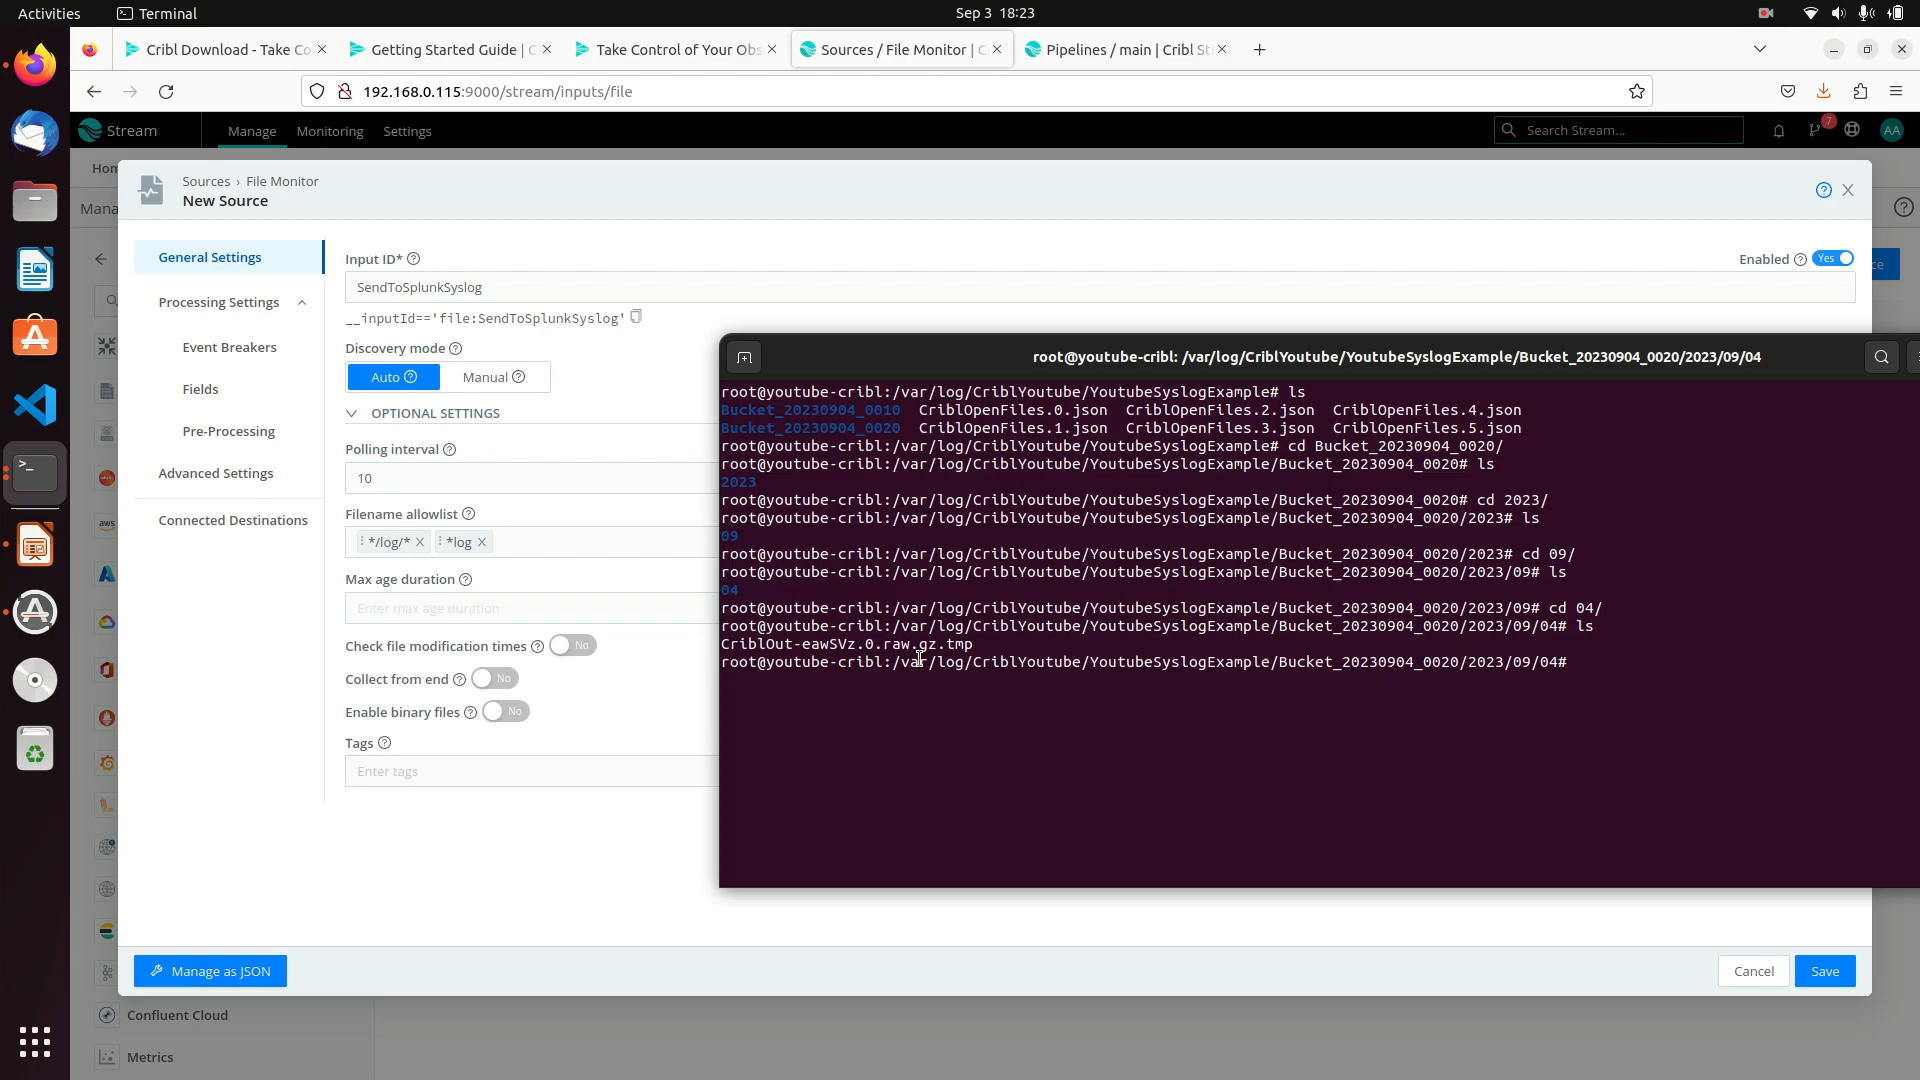 Activities
Terminal
Sep 3 18:23
Cribl Download - Take Co
Getting Started Guide | C
Take Control of Your Obs
Sources / File Monitor | C
Pipelines / main | Cribl St
192.168.0.115:9000/stream/inputs/file
Stream
Manage
Monitoring
Settings
Search Stream...
7
AA
Hom
Mana
Sources › File Monitor
New Source
General Settings
Processing Settings
Event Breakers
Fields
Pre-Processing
Advanced Settings
Connected Destinations
Input ID*
Enabled
Yes
ce
SendToSplunkSyslog
__inputId=='file:SendToSplunkSyslog'
Discovery mode
Auto
Manual
OPTIONAL SETTINGS
Polling interval
10
Filename allowlist
*/log/*
*log
Max age duration
Enter max age duration
Check file modification times
No
Collect from end
No
Enable binary files
No
Tags
Enter tags
root@youtube-cribl: /var/log/CriblYoutube/YoutubeSyslogExample/Bucket_20230904_0020/2023/09/04
root@youtube-cribl:/var/log/CriblYoutube/YoutubeSyslogExample# ls
Bucket_20230904_0010  CriblOpenFiles.0.json  CriblOpenFiles.2.json  CriblOpenFiles.4.json
Bucket_20230904_0020  CriblOpenFiles.1.json  CriblOpenFiles.3.json  CriblOpenFiles.5.json
root@youtube-cribl:/var/log/CriblYoutube/YoutubeSyslogExample# cd Bucket_20230904_0020/
root@youtube-cribl:/var/log/CriblYoutube/YoutubeSyslogExample/Bucket_20230904_0020# ls
2023
root@youtube-cribl:/var/log/CriblYoutube/YoutubeSyslogExample/Bucket_20230904_0020# cd 2023/
root@youtube-cribl:/var/log/CriblYoutube/YoutubeSyslogExample/Bucket_20230904_0020/2023# ls
09
root@youtube-cribl:/var/log/CriblYoutube/YoutubeSyslogExample/Bucket_20230904_0020/2023# cd 09/
root@youtube-cribl:/var/log/CriblYoutube/YoutubeSyslogExample/Bucket_20230904_0020/2023/09# ls
04
root@youtube-cribl:/var/log/CriblYoutube/YoutubeSyslogExample/Bucket_20230904_0020/2023/09# cd 04/
root@youtube-cribl:/var/log/CriblYoutube/YoutubeSyslogExample/Bucket_20230904_0020/2023/09/04# ls
CriblOut-eawSVz.0.raw.gz.tmp
root@youtube-cribl:/var/log/CriblYoutube/YoutubeSyslogExample/Bucket_20230904_0020/2023/09/04#
Manage as JSON
Cancel
Save
aws
Confluent Cloud
Metrics